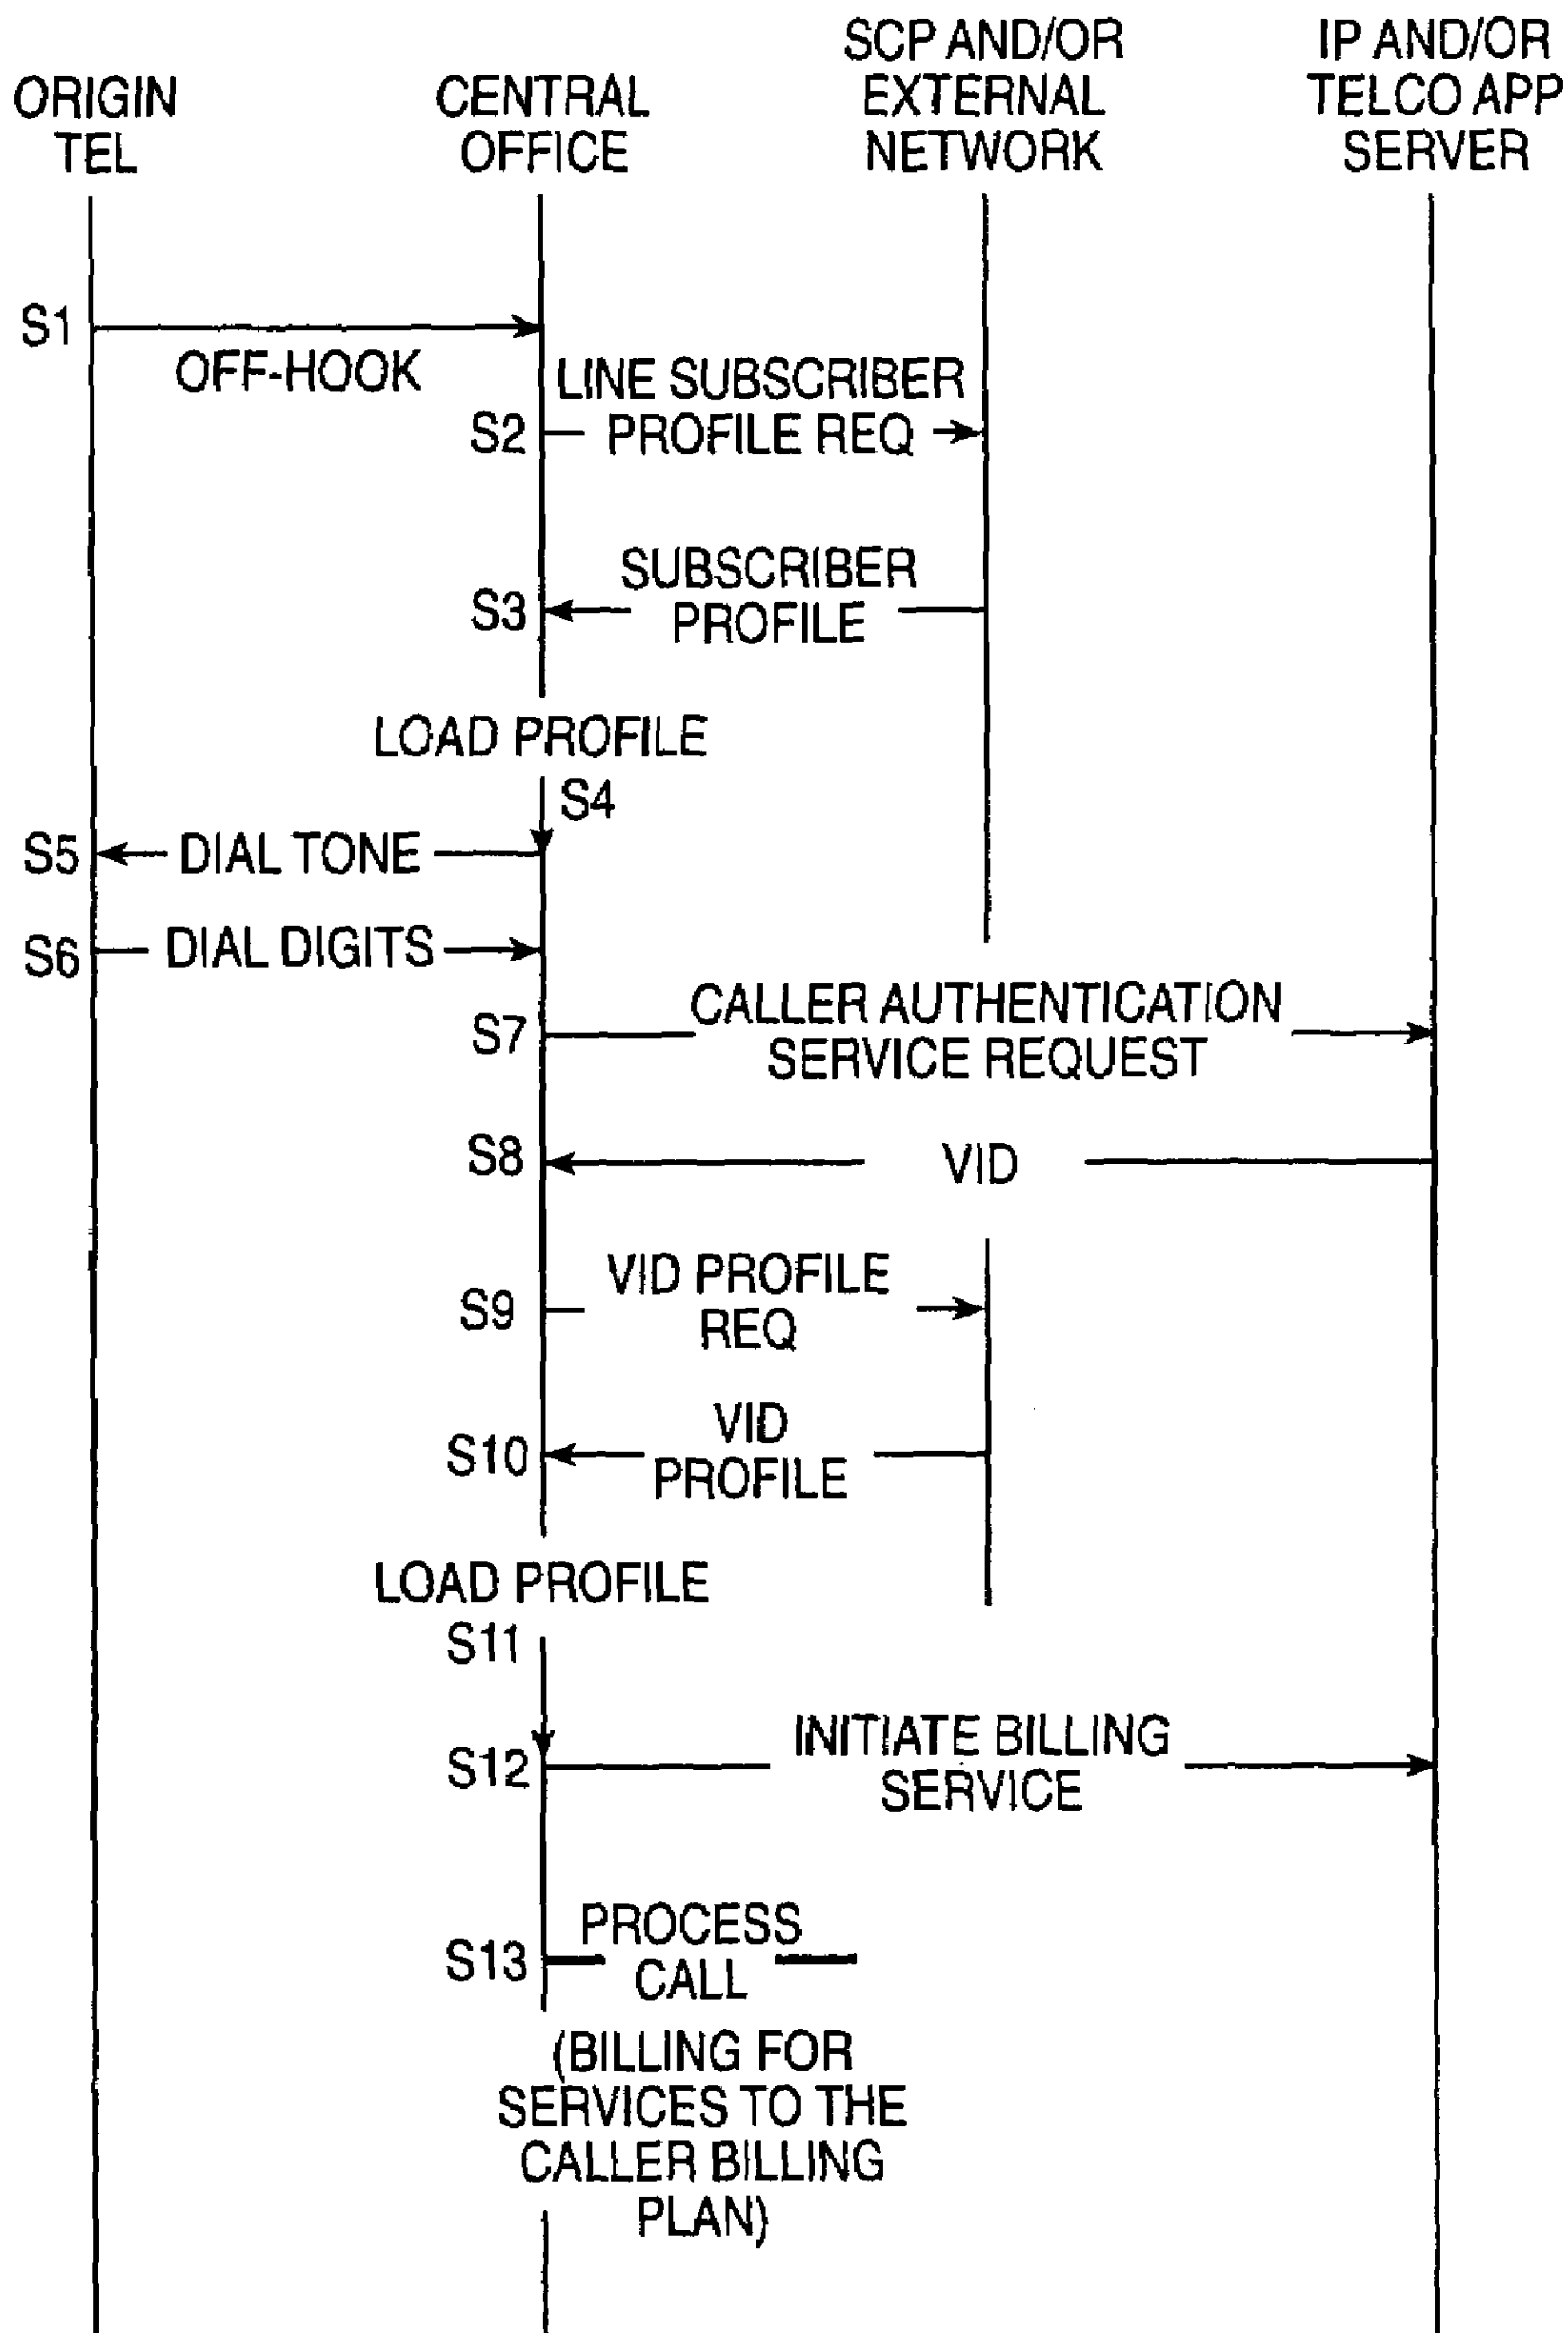 ORIGIN
TEL
CENTRAL
OFFICE
SCP AND/OR
EXTERNAL
NETWORK
IP AND/OR
TELCO APP
SERVER
S1
OFF-HOOK
S2
LINE SUBSCRIBER
PROFILE REQ
S3
SUBSCRIBER
PROFILE
LOAD PROFILE
S4
S5
DIAL TONE
S6
DIAL DIGITS
S7
CALLER AUTHENTICATION
SERVICE REQUEST
S8
VID
S9
VID PROFILE
REQ
S10
VID
PROFILE
LOAD PROFILE
S11
S12
INITIATE BILLING
SERVICE
S13
PROCESS
CALL
(BILLING FOR
SERVICES TO THE
CALLER BILLING
PLAN)